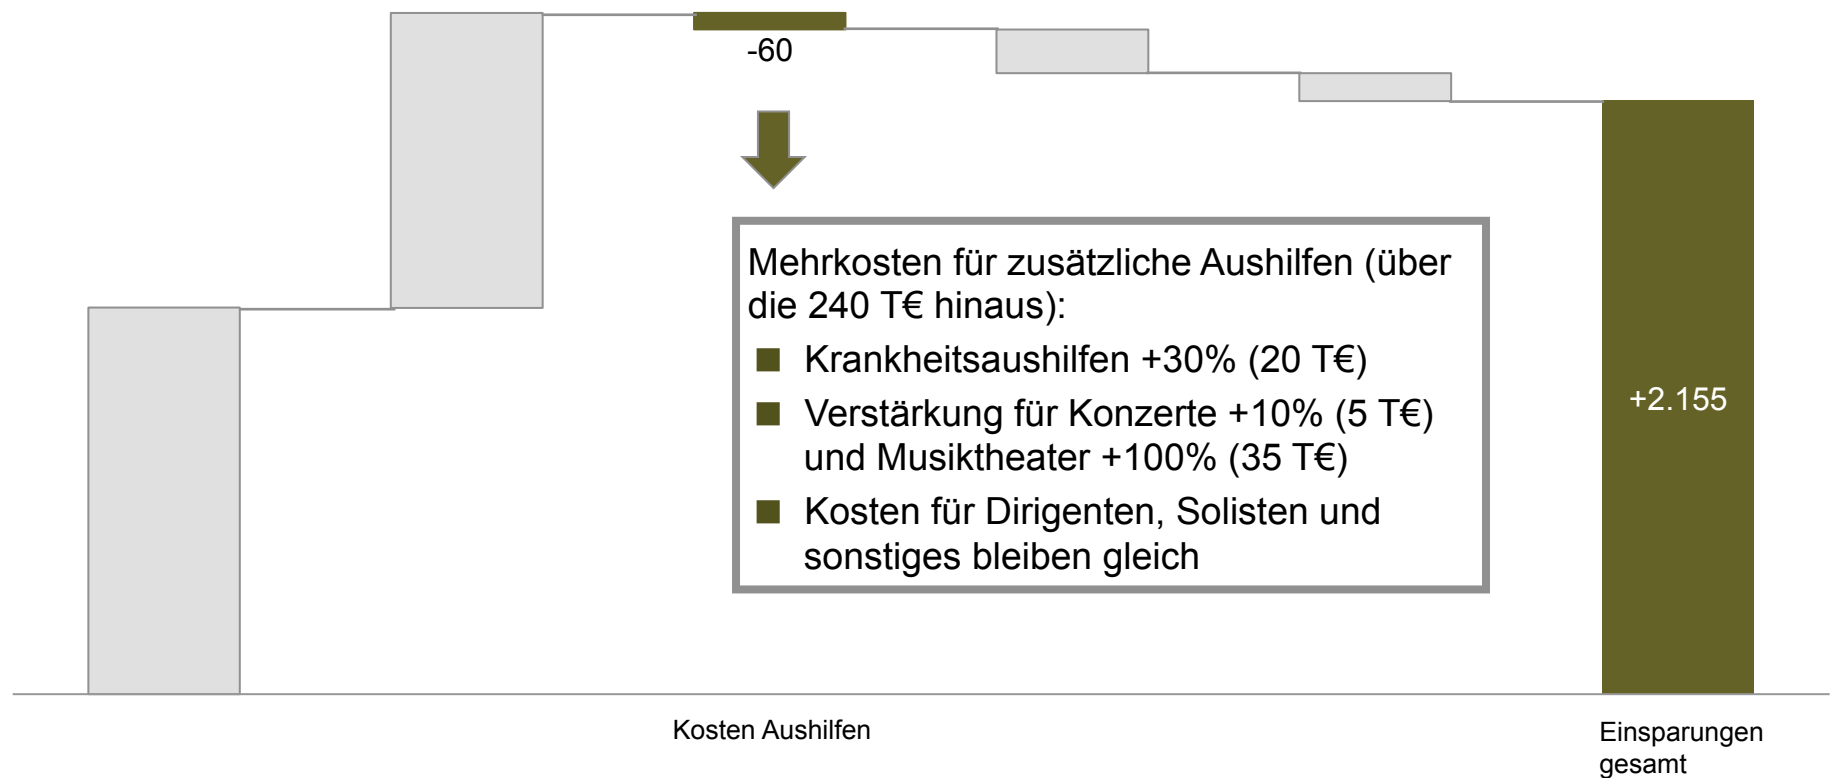 -60
Mehrkosten für zusätzliche Aushilfen (über
die 240 T€ hinaus):
Krankheitsaushilfen +30% (20 T€)
Verstärkung für Konzerte +10% (5 T€)
und Musiktheater +100% (35 T€)
Kosten für Dirigenten, Solisten und
sonstiges bleiben gleich
+2.155
Kosten Aushilfen
Einsparungen
gesamt